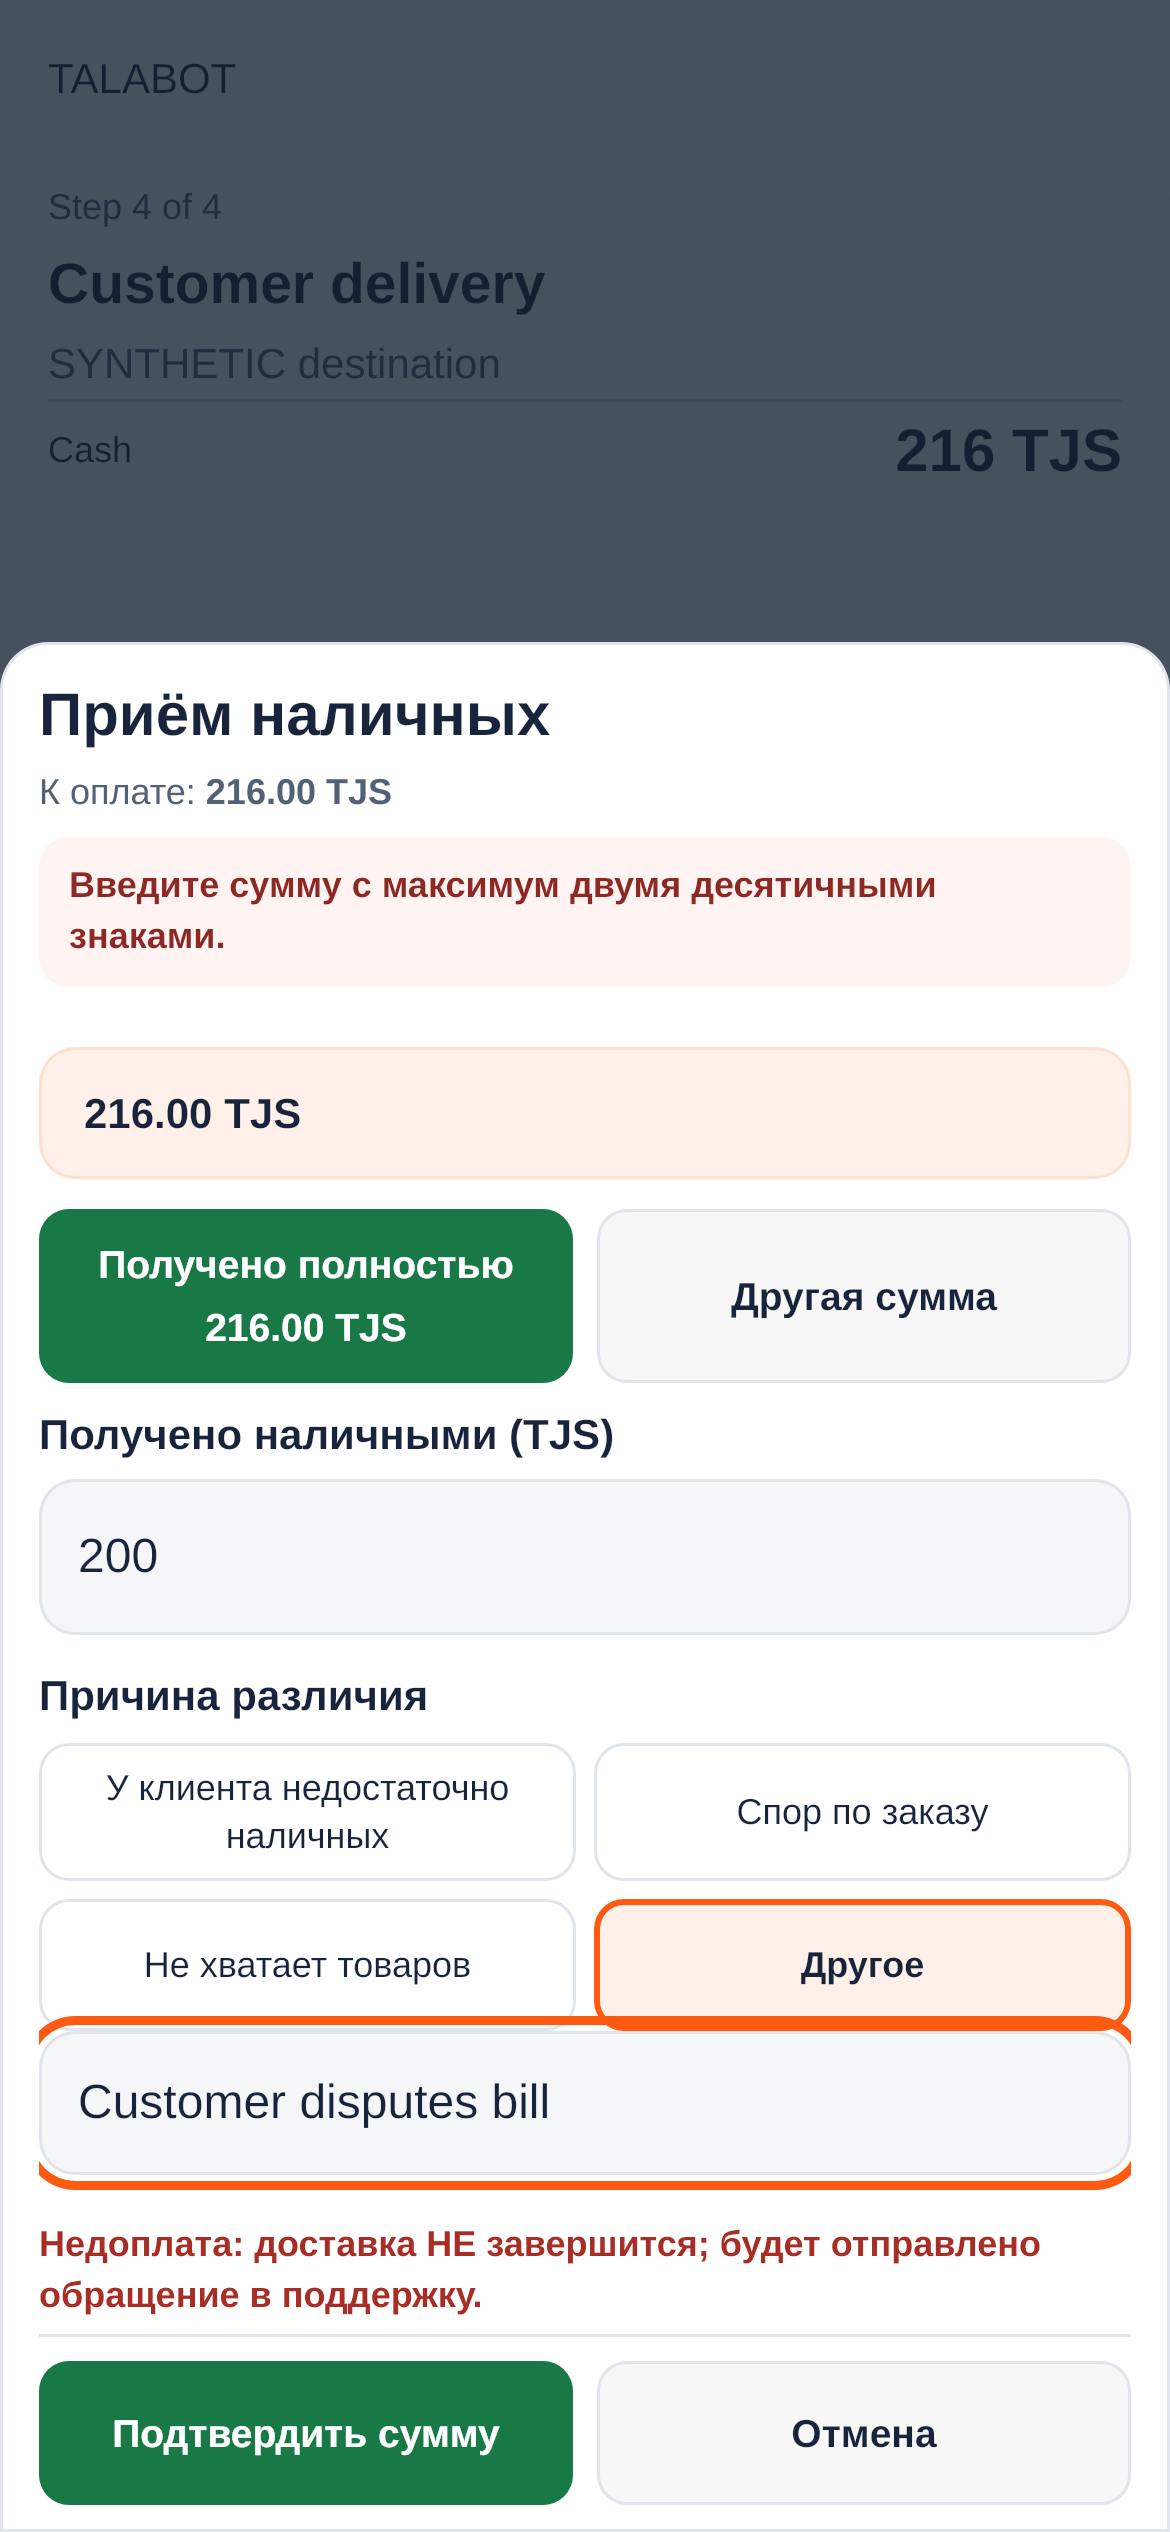 TALABOT
Step 4 of 4
Customer delivery
SYNTHETIC destination
Cash
216 TJS
Приём наличных
К оплате: 216.00 TJS
Введите сумму с максимум двумя десятичными
знаками.
216.00 TJS
Получено полностью
216.00 TJS
Другая сумма
Получено наличными (TJS)
200
Причина различия
У клиента недостаточно
наличных
Спор по заказу
Не хватает товаров
Другое
Customer disputes bill
Недоплата: доставка НЕ завершится; будет отправлено
обращение в поддержку.
Подтвердить сумму
Отмена